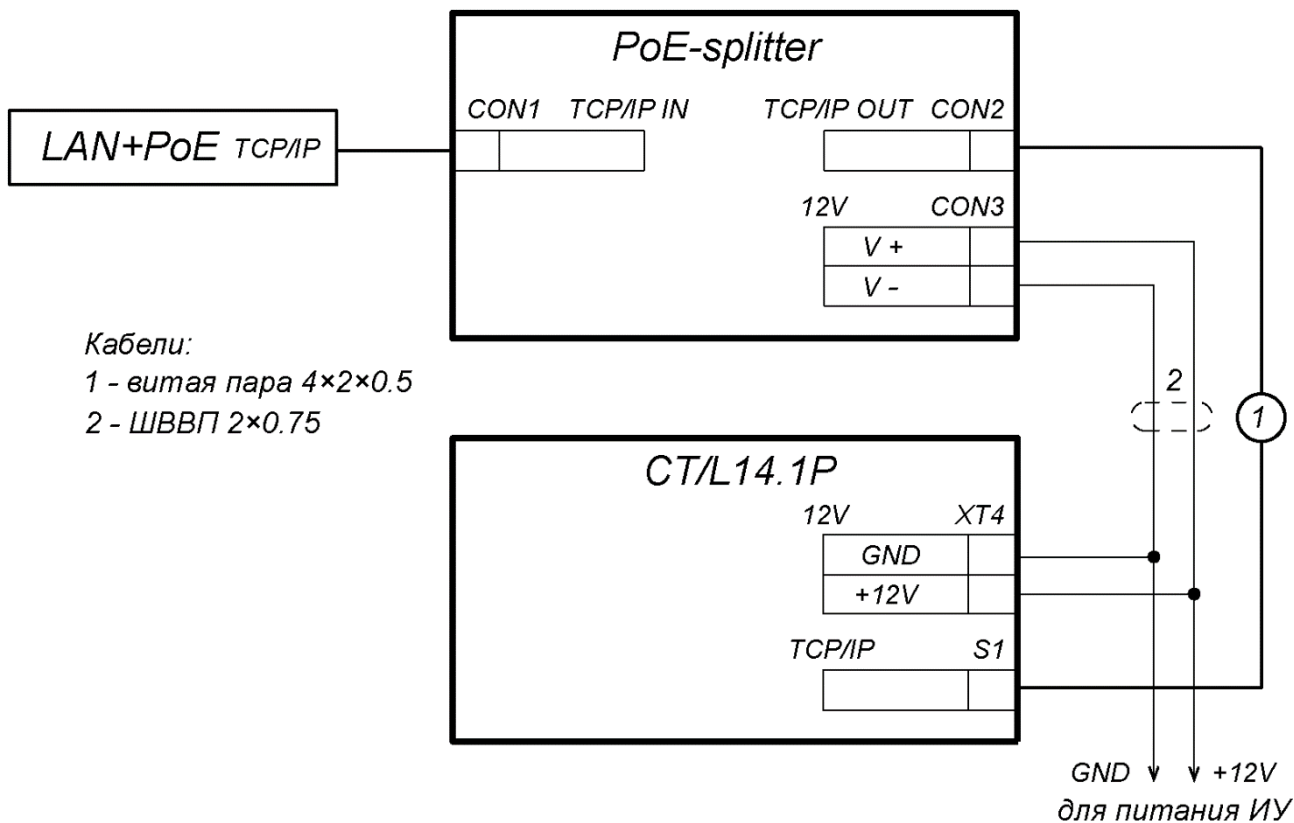 PoE-splitter
CON1 TCP/IP IN TCP/IP OUT CON2
LAN+PoE TCP/IP
12V CON3
V +
V -
Кабели:
1 - витая пара 4×2×0.5
2 - ШВВП 2×0.75
2
1
CT/L14.1P
12V XT4
GND
+12V
TCP/IP S1
GND +12V
для питания ИУ